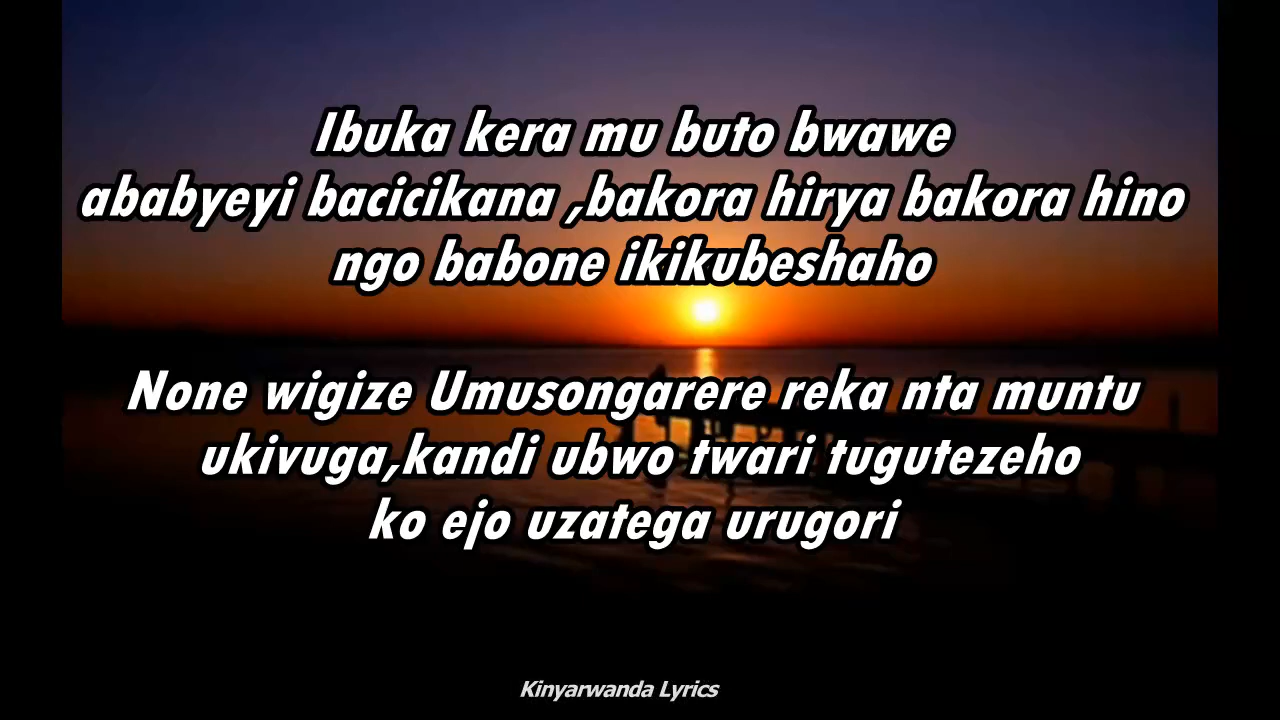 Ibuka kera mu buto bwawe
ababyeyi bacicikana ,bakora hirya bakora hino
ngo babone ikikubeshaho
None wigize Umusongarere reka nta muntu
ukivuga,kandi ubwo twari tugutezeho
ko ejo uzatega urugori
Kinyarwanda Lyrics